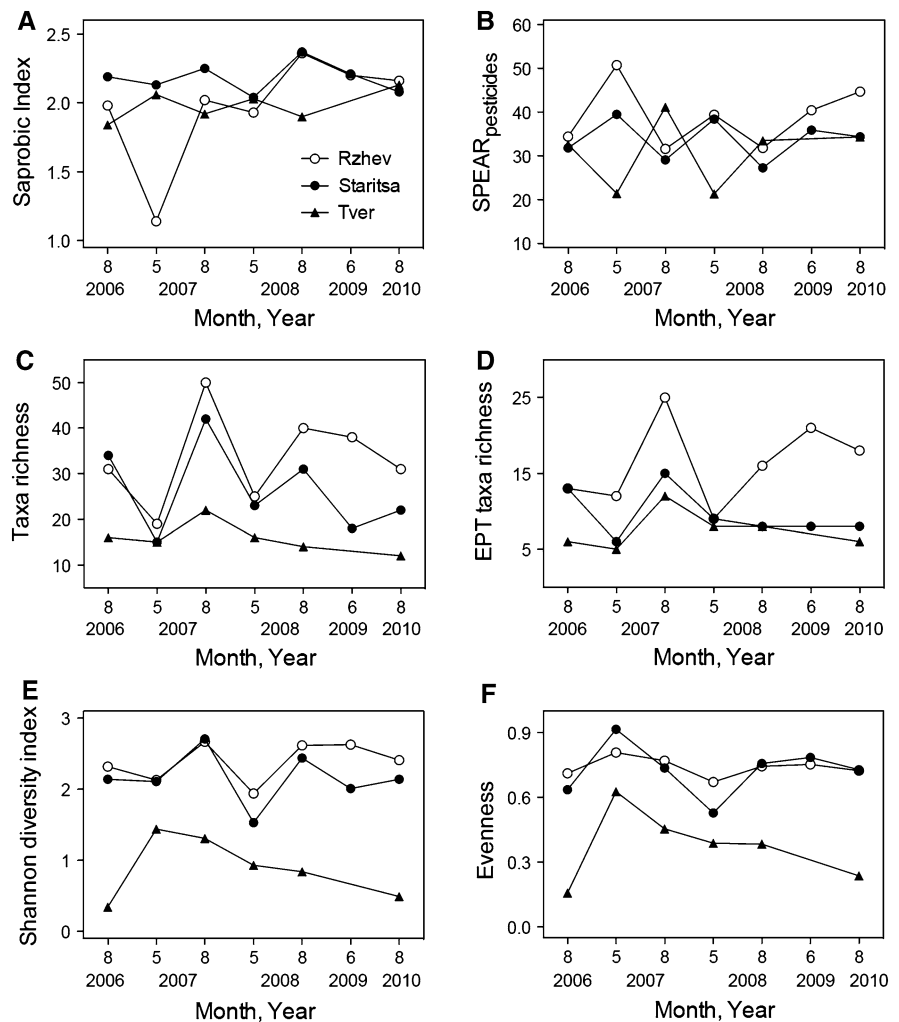 A
Saprobic Index
2.5
2.0
1.5
1.0
Rzhev
Staritsa
Tver
8 5 8 5 8 6 8
2006 2007 2008 2009 2010
Month, Year
B
SPEARpesticides
60
50
40
30
20
10
8 5 8 5 8 6 8
2006 2007 2008 2009 2010
Month, Year
C
Taxa richness
50
40
30
20
10
8 5 8 5 8 6 8
2006 2007 2008 2009 2010
Month, Year
D
EPT taxa richness
25
15
5
8 5 8 5 8 6 8
2006 2007 2008 2009 2010
Month, Year
E
Shannon diversity index
3
2
1
0
8 5 8 5 8 6 8
2006 2007 2008 2009 2010
Month, Year
F
Evenness
0.9
0.6
0.3
0.0
8 5 8 5 8 6 8
2006 2007 2008 2009 2010
Month, Year